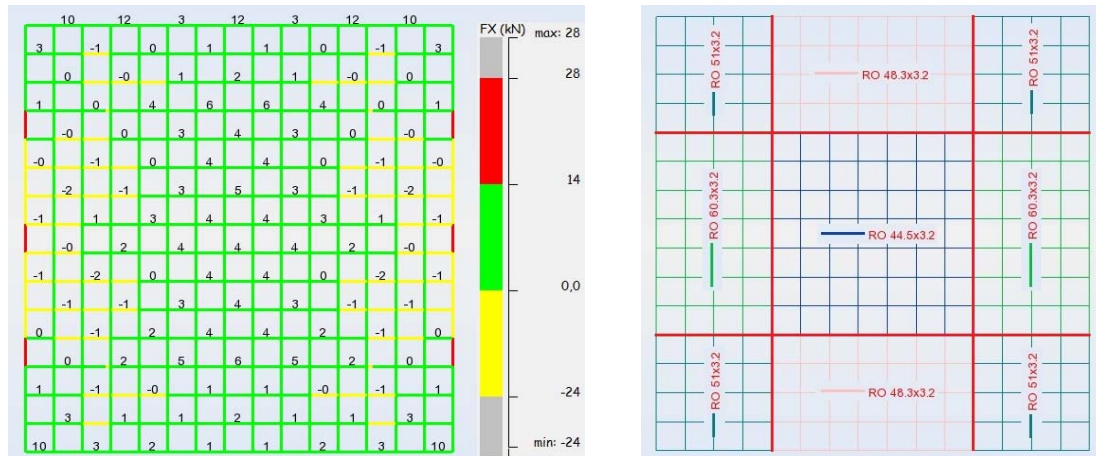 10 12 3 12 3 12 10
3 -1 0 1 1 0 -1 3
0 -0 1 2 1 -0 0
1 0 4 6 6 4 0 1
-0 0 3 4 3 0 -0
-0 -1 0 4 4 0 -1 -0
-2 -1 3 5 3 -1 -2
-1 1 3 4 4 3 1 -1
-0 2 4 4 4 2 -0
-1 -2 0 4 4 0 -2 -1
-1 -1 3 4 3 -1 -1
0 -1 2 4 4 2 -1 0
0 2 5 6 5 2 0
1 -1 -0 1 1 -0 -1 1
3 1 1 2 1 1 3
10 3 2 1 1 2 3 10
FX (kN)
max: 28
28
14
0,0
-24
min: -24
RO 51x3.2
RO 48.3x3.2
RO 51x3.2
RO 60.3x3.2
RO 44.5x3.2
RO 60.3x3.2
RO 51x3.2
RO 48.3x3.2
RO 51x3.2